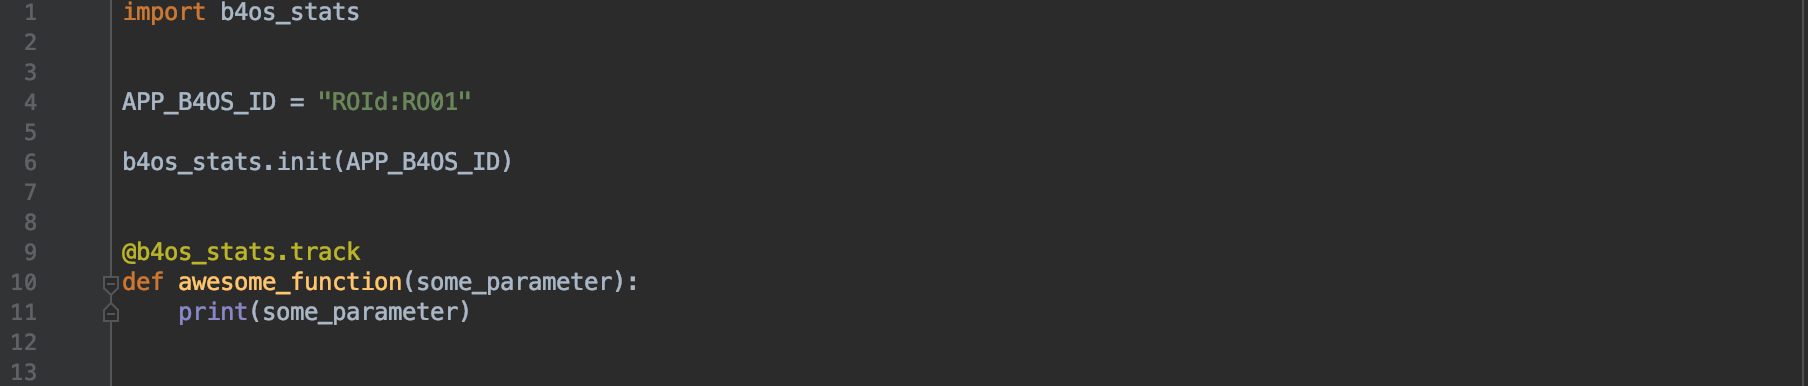 1 import b4os_stats
2
3
4 APP_B4OS_ID = "ROId:RO01"
5
6 b4os_stats.init(APP_B4OS_ID)
7
8
9 @b4os_stats.track
10 def awesome_function(some_parameter):
11     print(some_parameter)
12
13